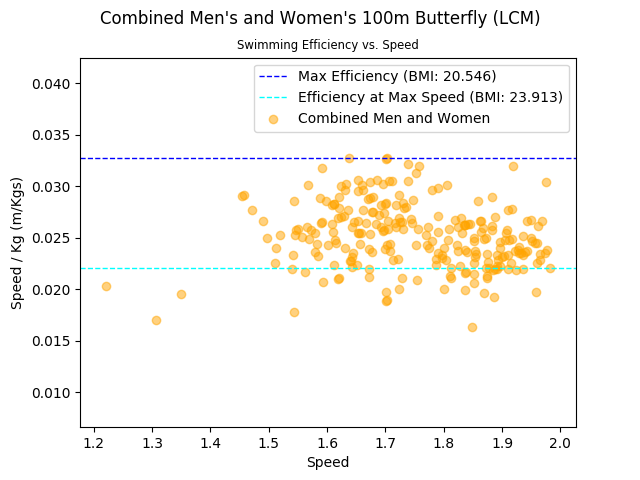 Combined Men's and Women's 100m Butterfly (LCM)
Swimming Efficiency vs. Speed
Max Efficiency (BMI: 20.546)
Efficiency at Max Speed (BMI: 23.913)
Combined Men and Women
Speed / Kg (m/Kgs)
0.040
0.035
0.030
0.025
0.020
0.015
0.010
1.2 1.3 1.4 1.5 1.6 1.7 1.8 1.9 2.0
Speed